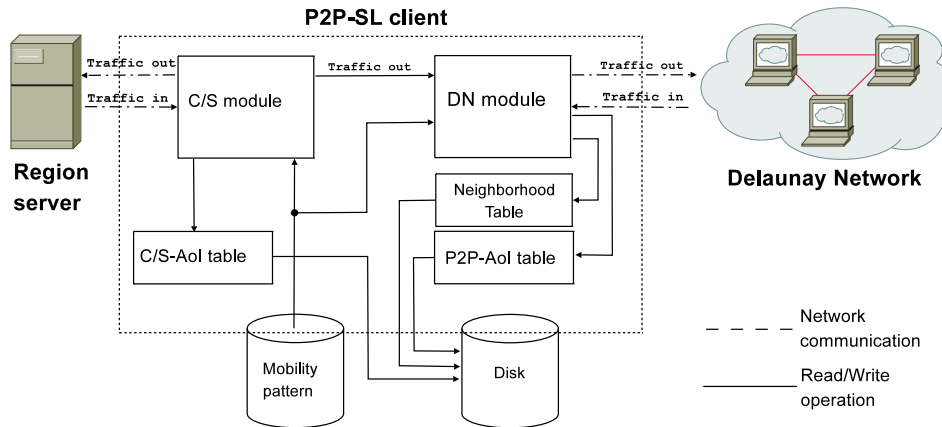 P2P-SL client
Traffic out
Traffic in
C/S module
Traffic out
DN module
Traffic out
Traffic in
Region
server
Delaunay Network
Neighborhood
Table
C/S-AoI table
P2P-AoI table
Mobility
pattern
Disk
Network
communication
Read/Write
operation